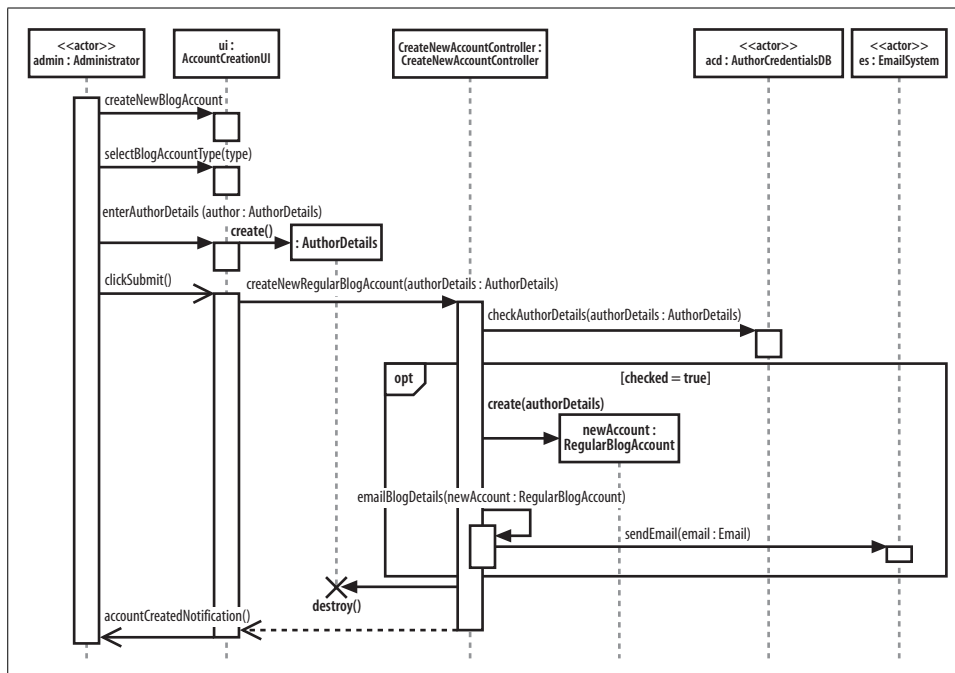 <<actor>>
admin : Administrator
ui :
AccountCreationUI
CreateNewAccountController :
CreateNewAccountController
<<actor>>
acd : AuthorCredentialsDB
<<actor>>
es : EmailSystem
createNewBlogAccount
selectBlogAccountType(type)
enterAuthorDetails (author : AuthorDetails)
create()
: AuthorDetails
clickSubmit()
createNewRegularBlogAccount(authorDetails : AuthorDetails)
checkAuthorDetails(authorDetails : AuthorDetails)
opt
[checked = true]
create(authorDetails)
newAccount :
RegularBlogAccount
emailBlogDetails(newAccount : RegularBlogAccount)
sendEmail(email : Email)
destroy()
accountCreatedNotification()